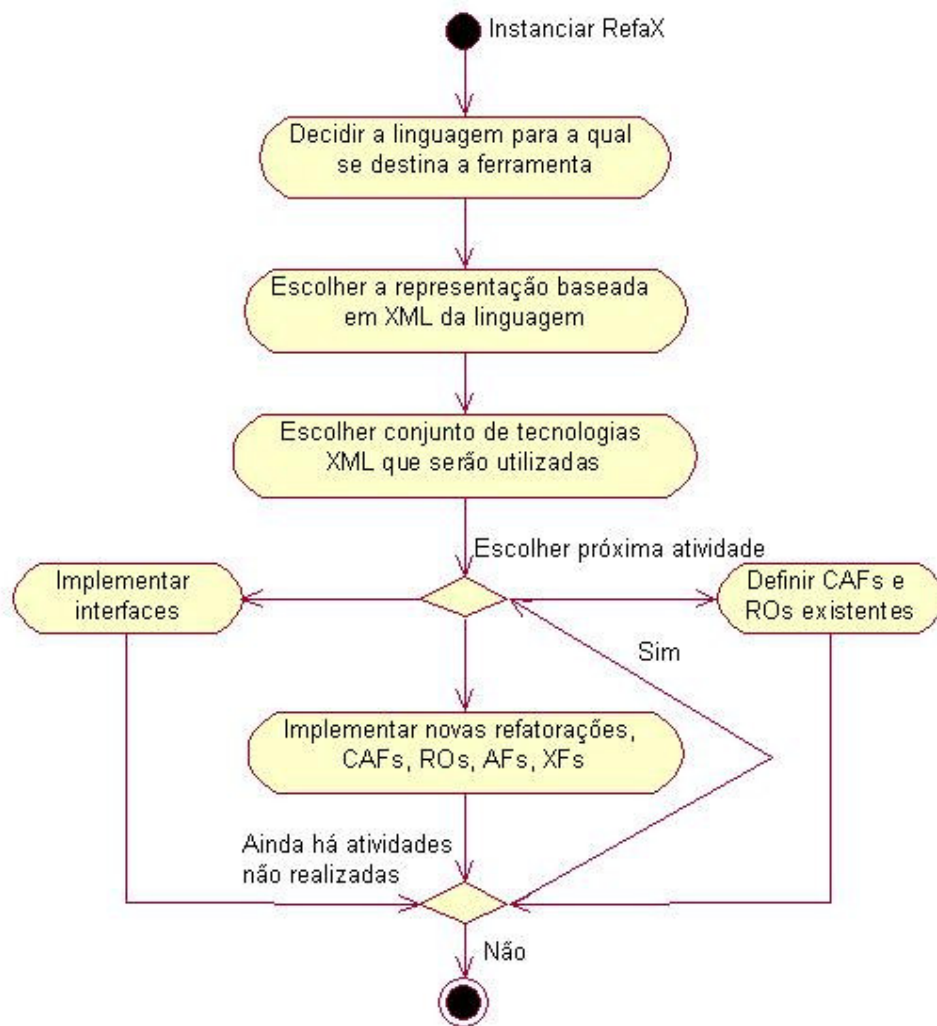 Instanciar RefaX
Decidir a linguagem para a qual
se destina a ferramenta
Escolher a representação baseada
em XML da linguagem
Escolher conjunto de tecnologias
XML que serão utilizadas
Escolher próxima atividade
Implementar
interfaces
Definir CAFs e
ROs existentes
Sim
Implementar novas refatorações,
CAFs, ROs, AFs, XFs
Ainda há atividades
não realizadas
Não